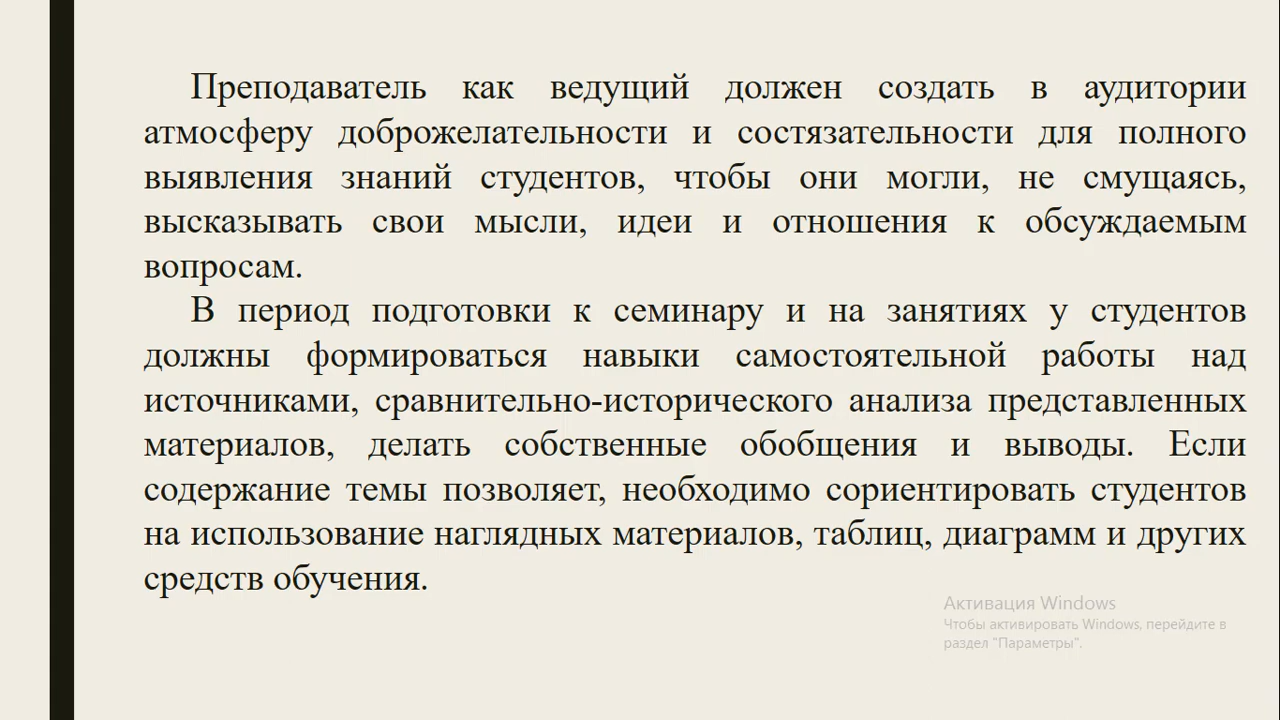 Преподаватель как ведущий должен создать в аудитории
атмосферу доброжелательности и состязательности для полного
выявления знаний студентов, чтобы они могли, не смущаясь,
высказывать свои мысли, идеи и отношения к обсуждаемым
вопросам.
В период подготовки к семинару и на занятиях у студентов
должны формироваться навыки самостоятельной работы над
источниками, сравнительно-исторического анализа представленных
материалов, делать собственные обобщения и выводы. Если
содержание темы позволяет, необходимо сориентировать студентов
на использование наглядных материалов, таблиц, диаграмм и других
средств обучения.
Активация Windows
Чтобы активировать Windows, перейдите в
раздел "Параметры".